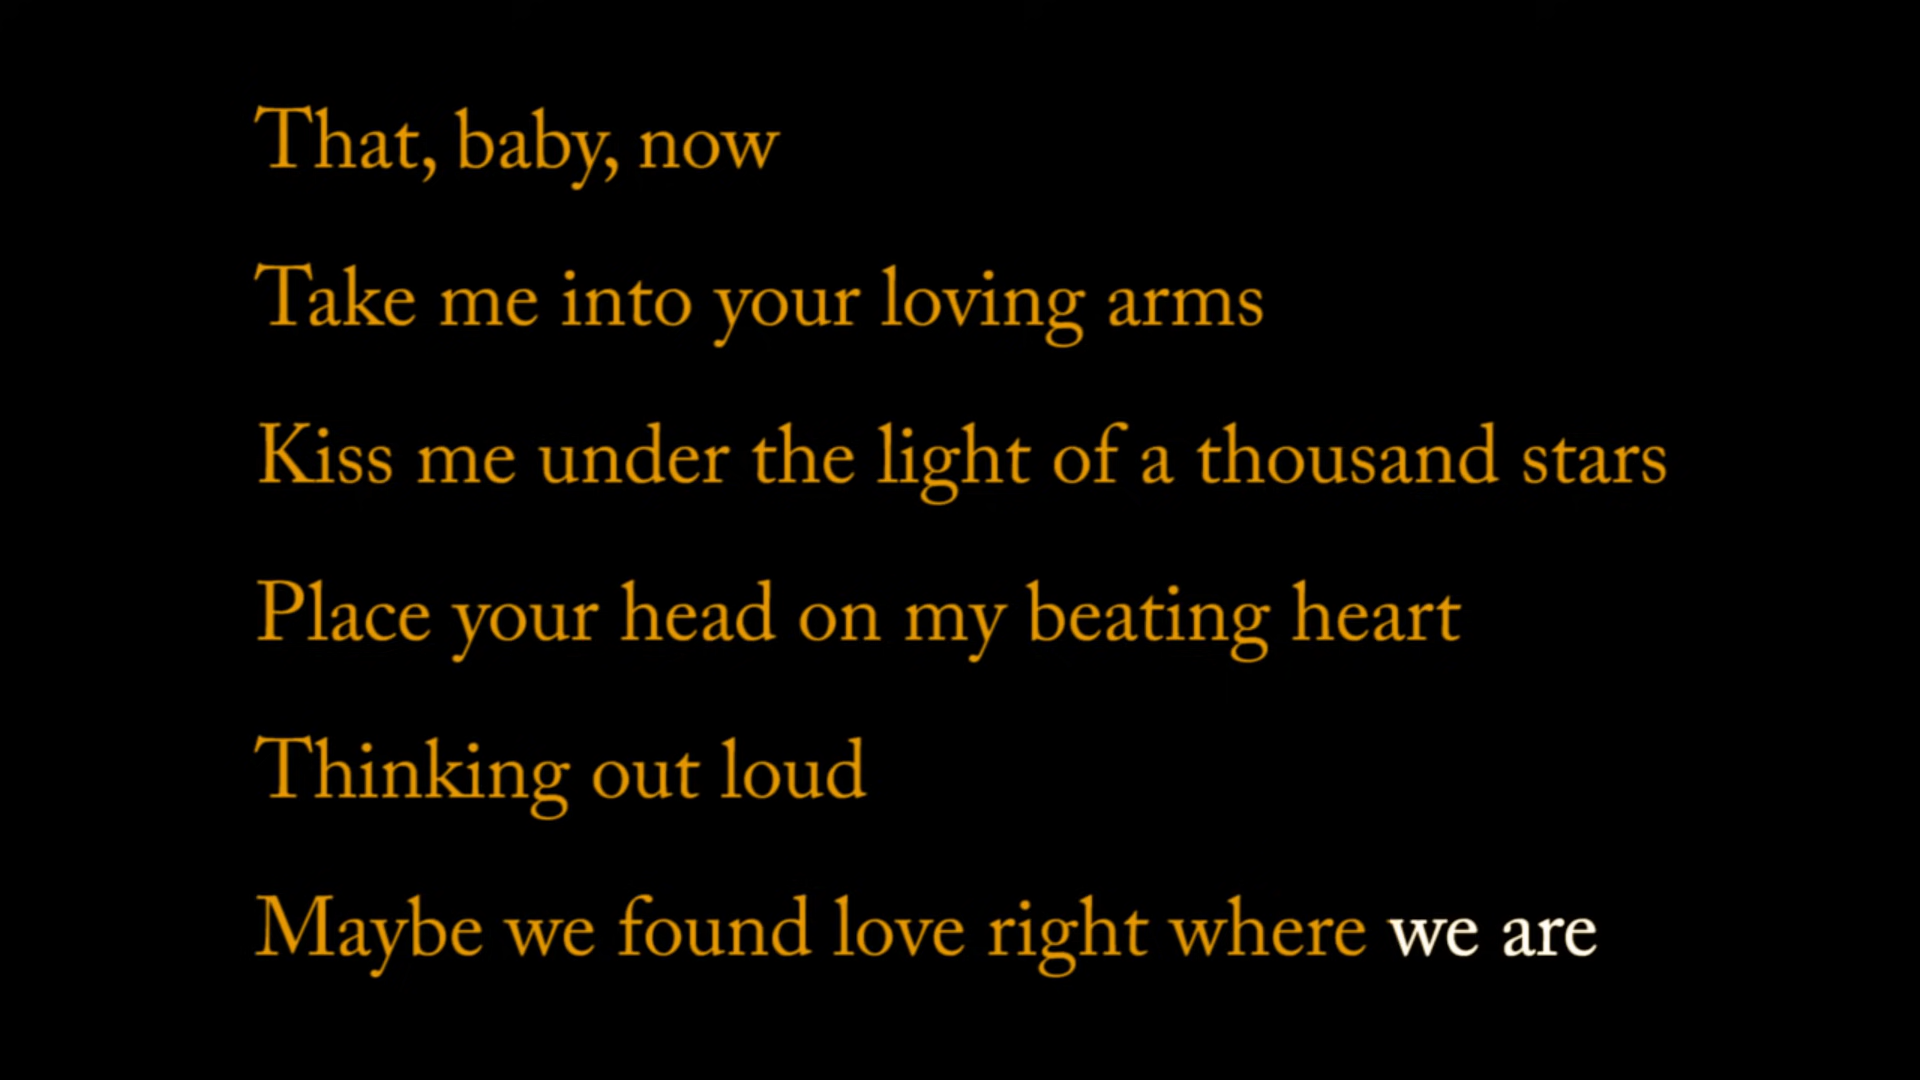 That, baby, now
Take me into your loving arms
Kiss me under the light of a thousand stars
Place your head on my beating heart
Thinking out loud
Maybe we found love right where we are